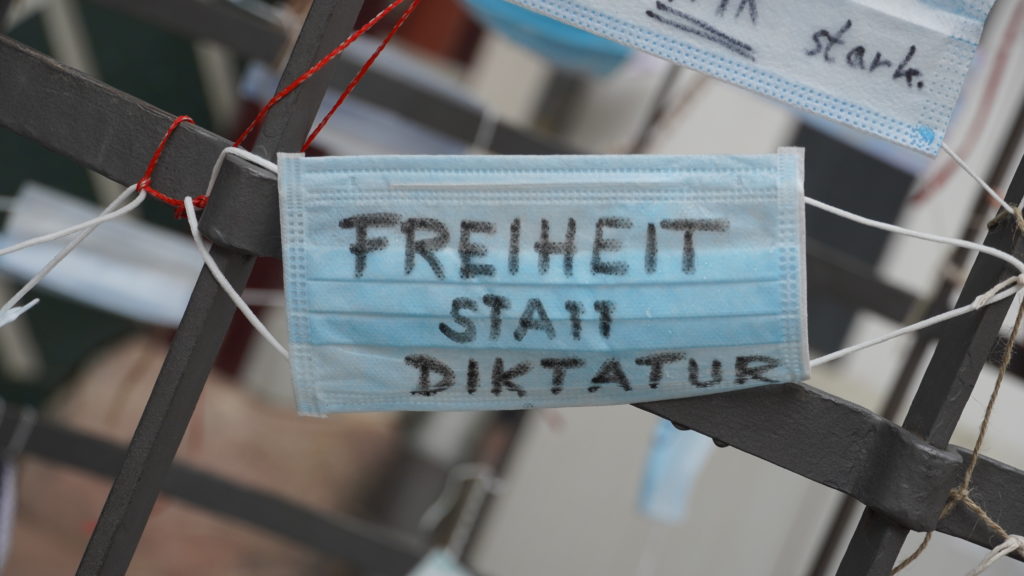 stark.
FREIHEIT
STATT
DIKTATUR